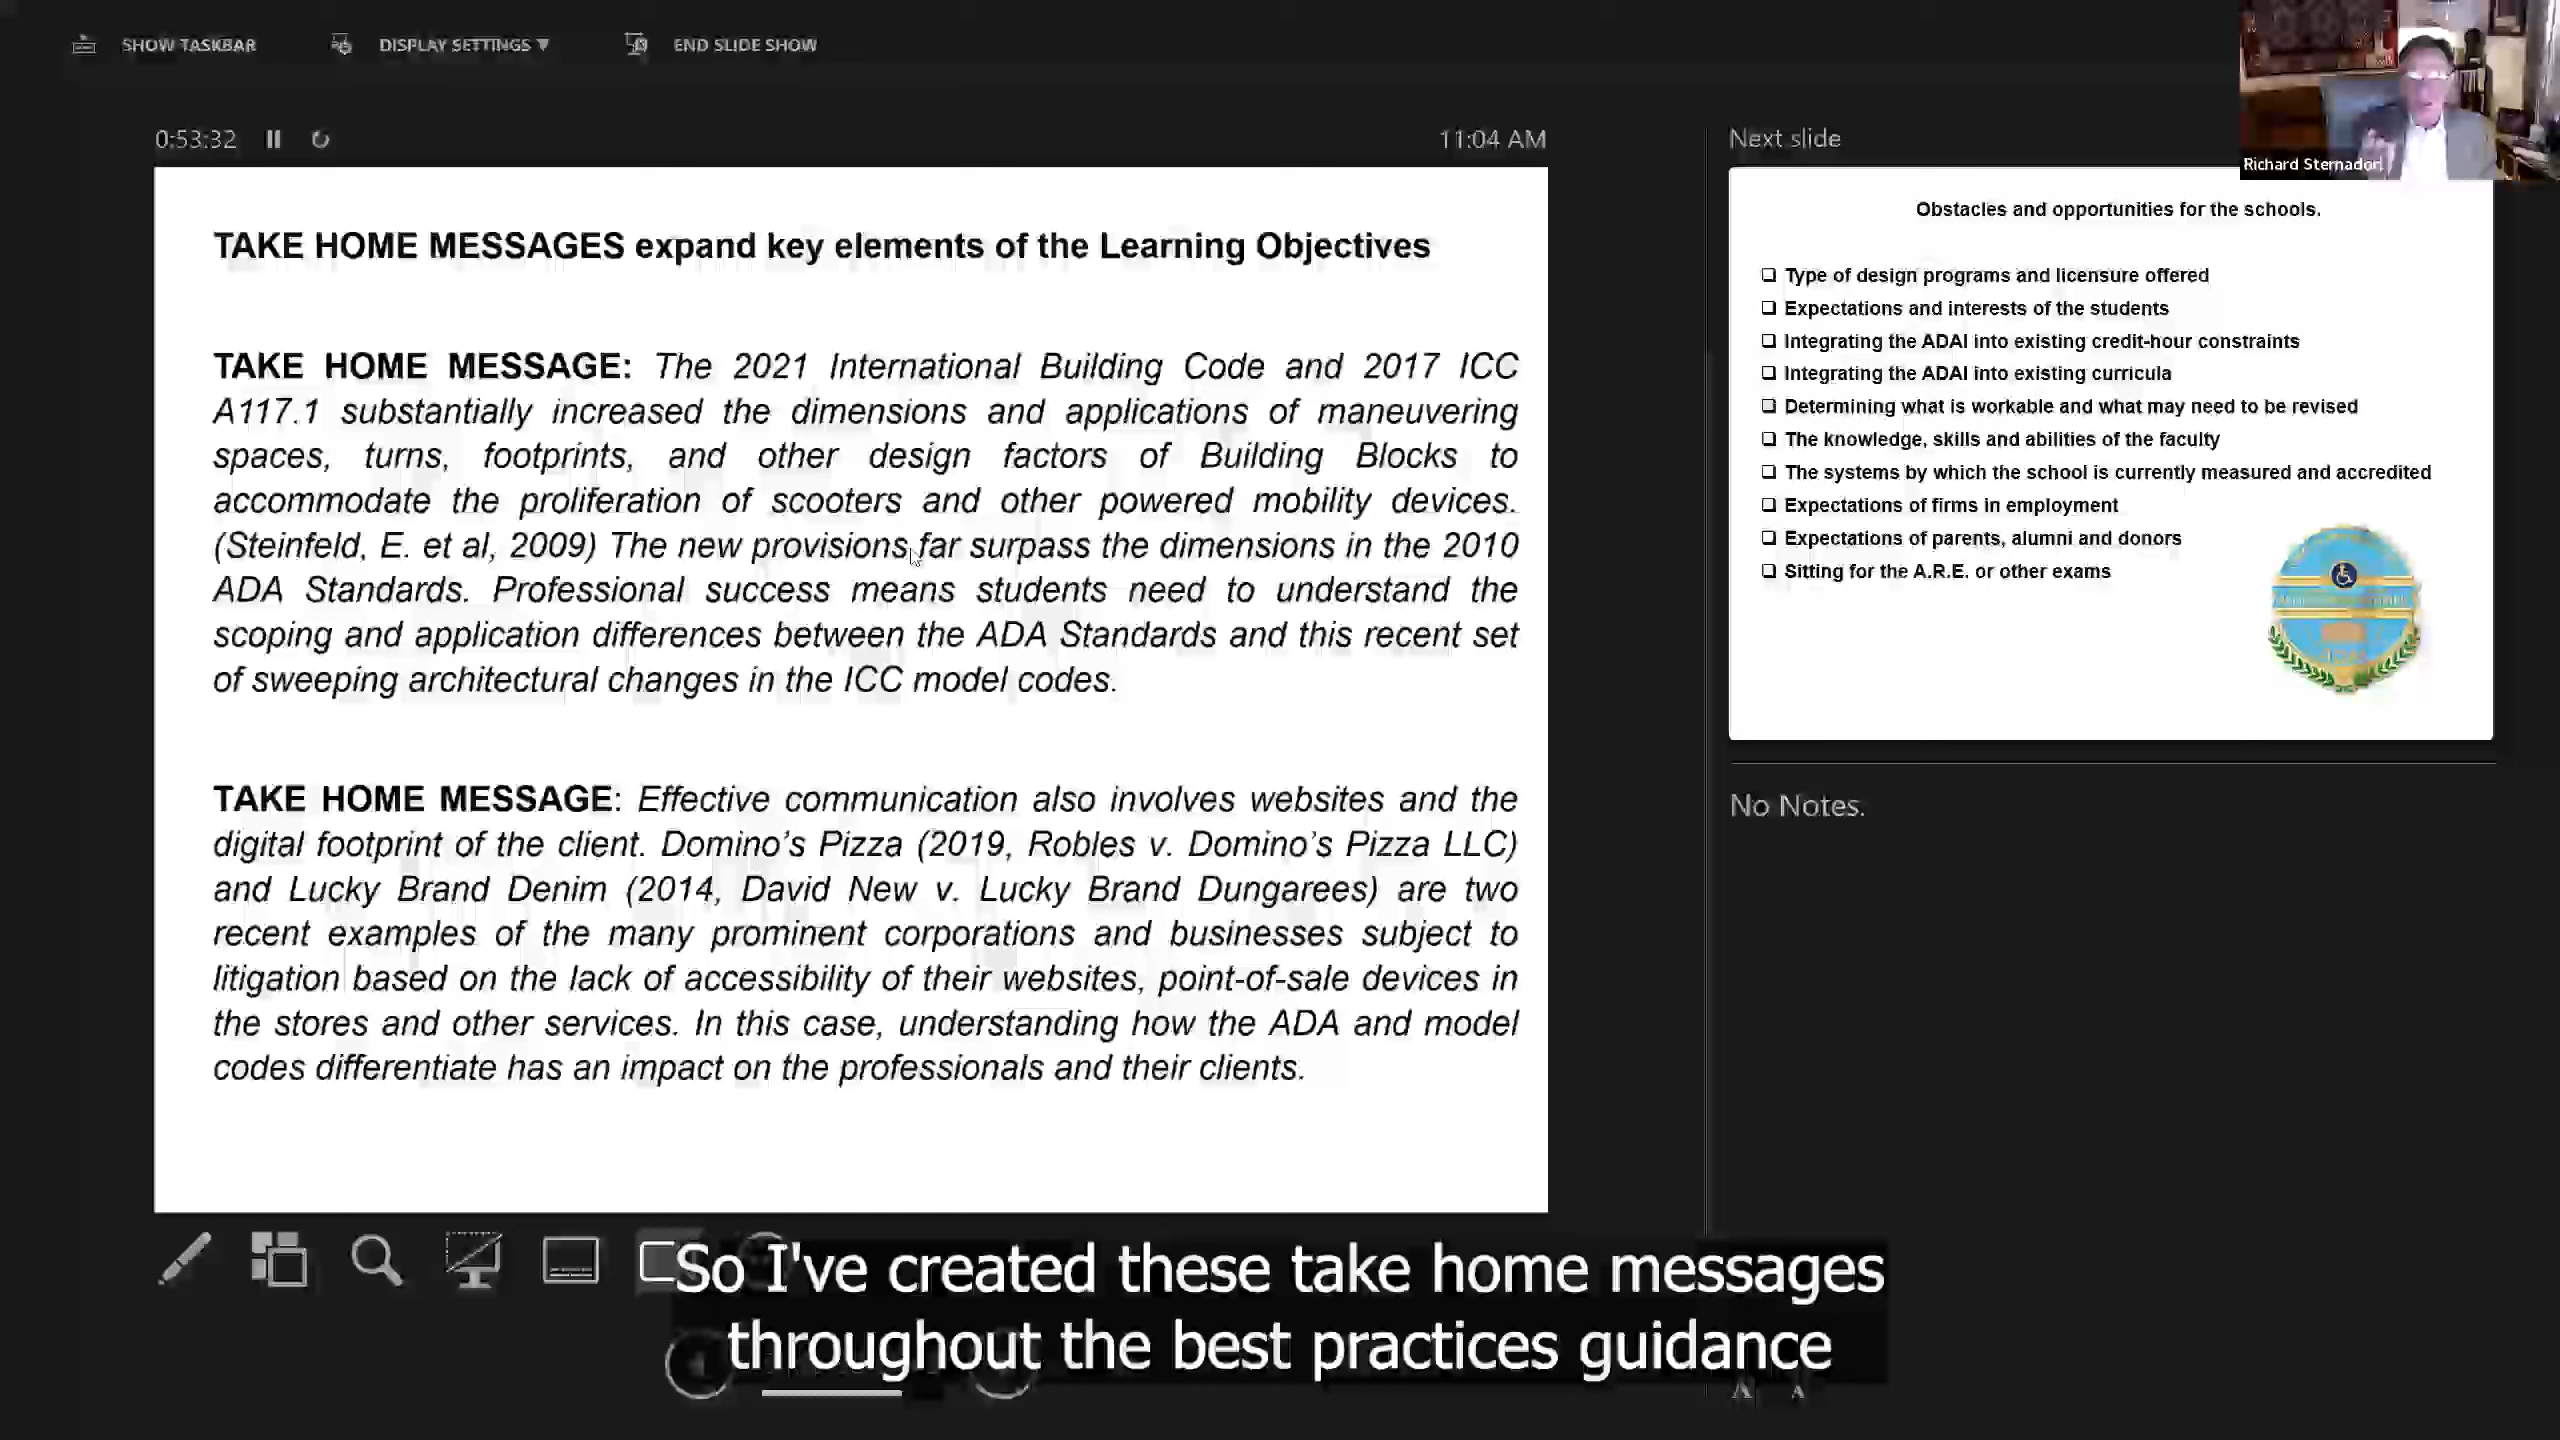 SHOW TASKBAR
DISPLAY SETTINGS ▼
END SLIDE SHOW
0:53:32
11:04 AM
TAKE HOME MESSAGES expand key elements of the Learning Objectives
TAKE HOME MESSAGE: The 2021 International Building Code and 2017 ICC
A117.1 substantially increased the dimensions and applications of maneuvering
spaces, turns, footprints, and other design factors of Building Blocks to
accommodate the proliferation of scooters and other powered mobility devices.
(Steinfeld, E. et al, 2009) The new provisions far surpass the dimensions in the 2010
ADA Standards. Professional success means students need to understand the
scoping and application differences between the ADA Standards and this recent set
of sweeping architectural changes in the ICC model codes.
TAKE HOME MESSAGE: Effective communication also involves websites and the
digital footprint of the client. Domino's Pizza (2019, Robles v. Domino's Pizza LLC)
and Lucky Brand Denim (2014, David New v. Lucky Brand Dungarees) are two
recent examples of the many prominent corporations and businesses subject to
litigation based on the lack of accessibility of their websites, point-of-sale devices in
the stores and other services. In this case, understanding how the ADA and model
codes differentiate has an impact on the professionals and their clients.
Next slide
Richard Sternadori
Obstacles and opportunities for the schools.
❑ Type of design programs and licensure offered
❑ Expectations and interests of the students
❑ Integrating the ADAI into existing credit-hour constraints
❑ Integrating the ADAI into existing curricula
❑ Determining what is workable and what may need to be revised
❑ The knowledge, skills and abilities of the faculty
❑ The systems by which the school is currently measured and accredited
❑ Expectations of firms in employment
❑ Expectations of parents, alumni and donors
❑ Sitting for the A.R.E. or other exams
No Notes.
So I've created these take home messages
throughout the best practices guidance
A A